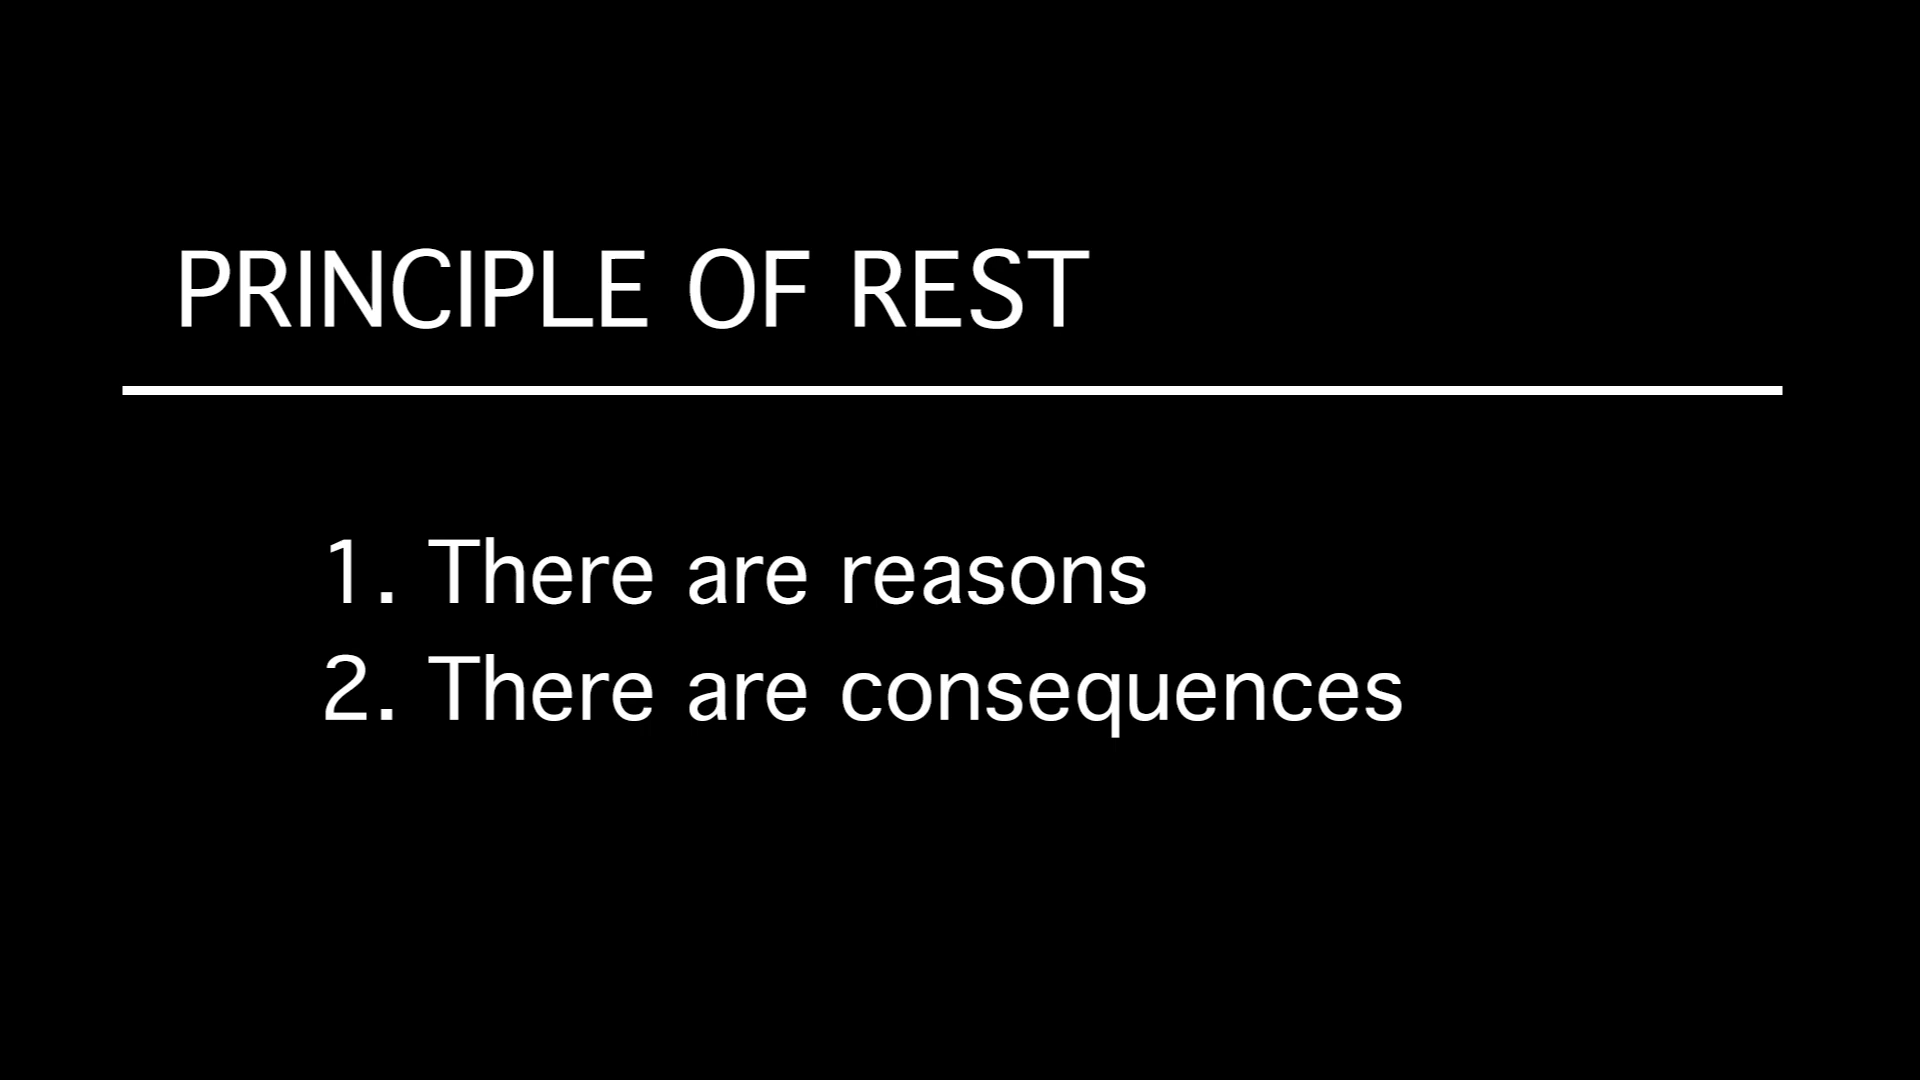 PRINCIPLE OF REST
1. There are reasons
2. There are consequences